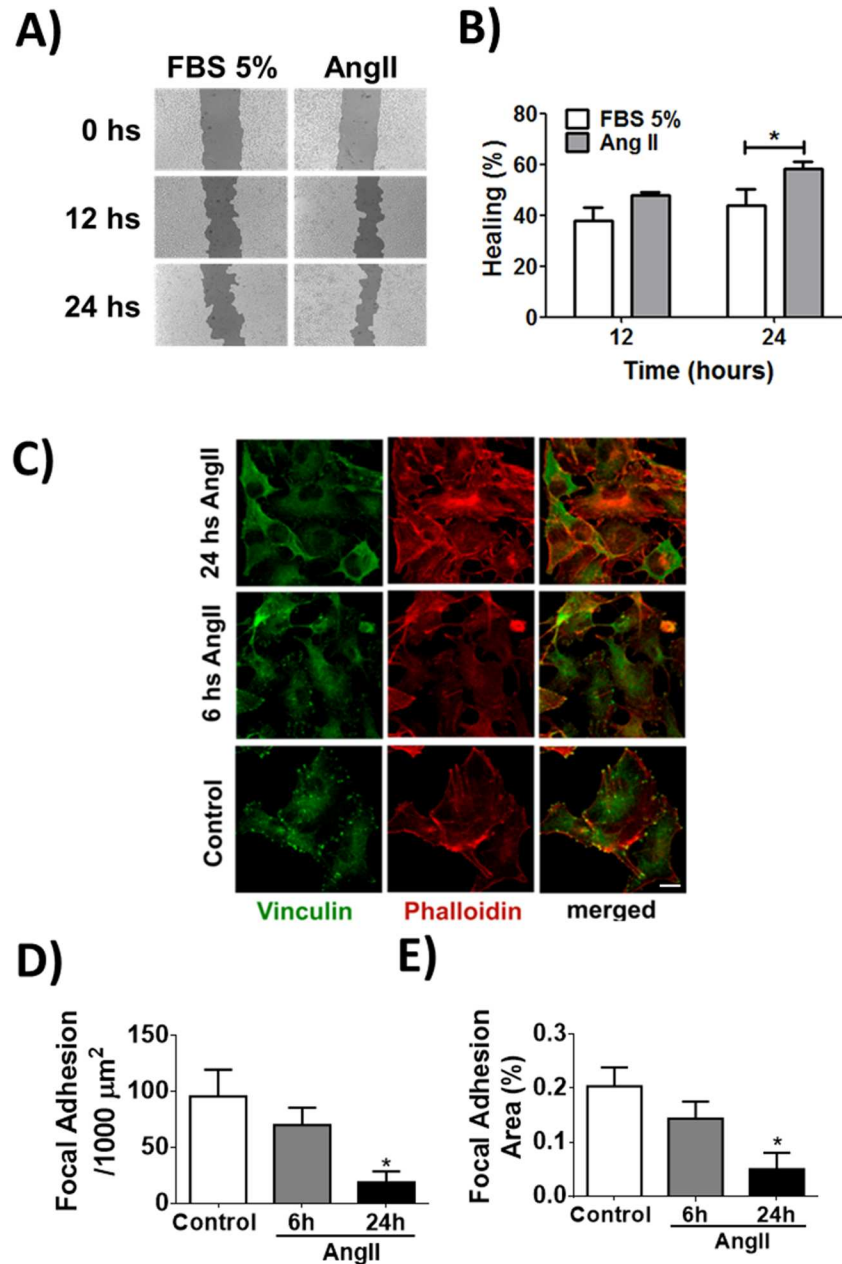 A)
FBS 5% AngII
0 hs
12 hs
24 hs
B)
Healing (%)
80
60
40
20
0
FBS 5%
Ang II
*
12 24
Time (hours)
C)
24 hs AngII
6 hs AngII
Control
Vinculin Phalloidin merged
D)
Focal Adhesion
/1000 μm²
150
100
50
0
*
Control 6h 24h
AngII
E)
Focal Adhesion
Area (%)
0.3
0.2
0.1
0.0
*
Control 6h 24h
AngII